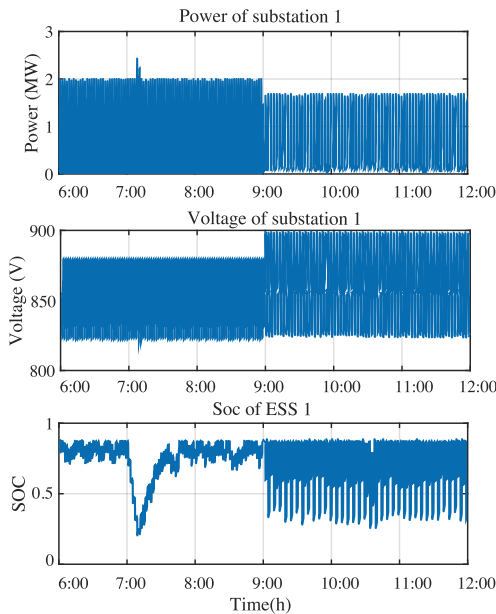 Power of substation 1
3
2
1
0
Power (MW)
6:00 7:00 8:00 9:00 10:00 11:00 12:00
Voltage of substation 1
900
850
800
Voltage (V)
6:00 7:00 8:00 9:00 10:00 11:00 12:00
Soc of ESS 1
1
0.5
0
SOC
6:00 7:00 8:00 9:00 10:00 11:00 12:00
Time(h)